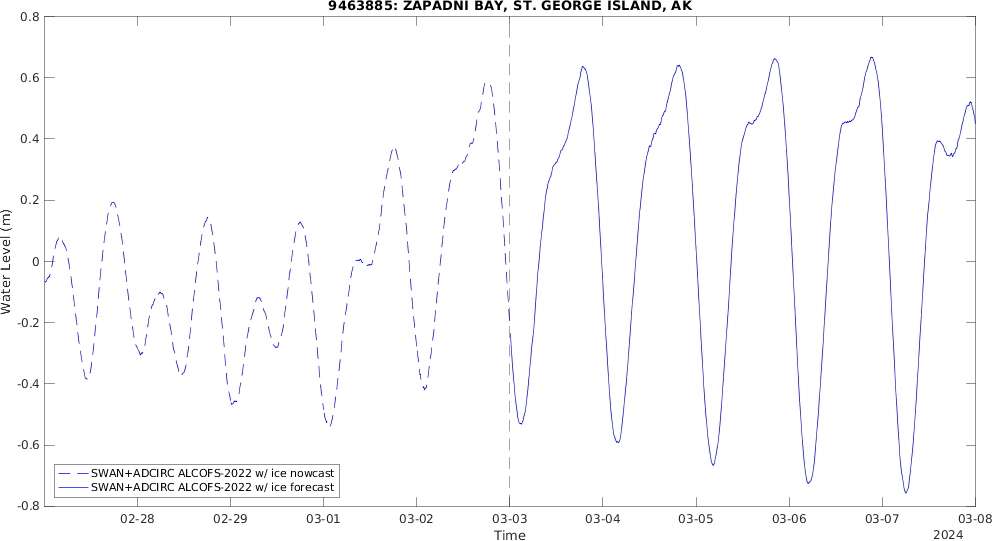 9463885: ZAPADNI BAY, ST. GEORGE ISLAND, AK
0.8
0.6
0.4
0.2
0
-0.2
-0.4
-0.6
-0.8
Water Level (m)
SWAN+ADCIRC ALCOFS-2022 w/ ice nowcast
SWAN+ADCIRC ALCOFS-2022 w/ ice forecast
02-28 02-29 03-01 03-02 03-03 03-04 03-05 03-06 03-07 03-08
Time
2024